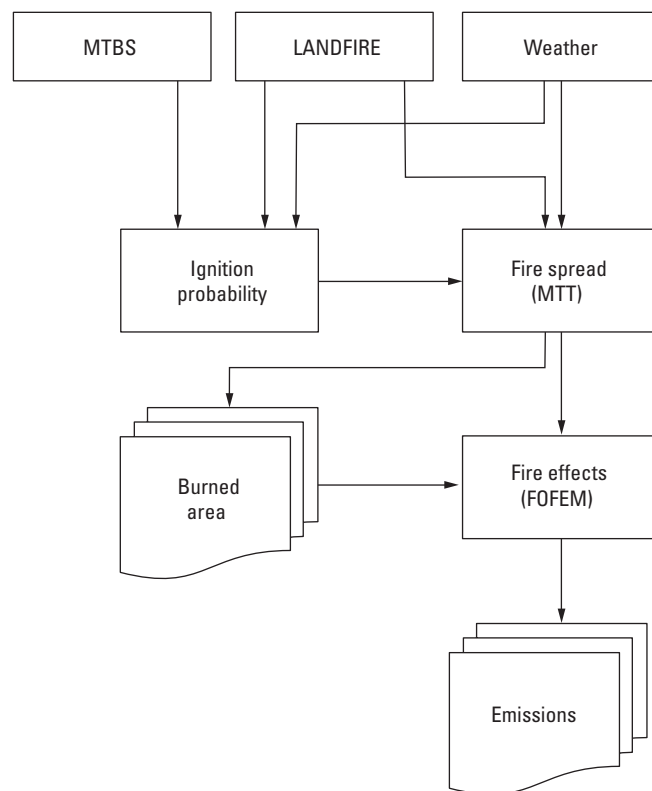 MTBS
LANDFIRE
Weather
Ignition
probability
Fire spread
(MTT)
Burned
area
Fire effects
(FOFEM)
Emissions